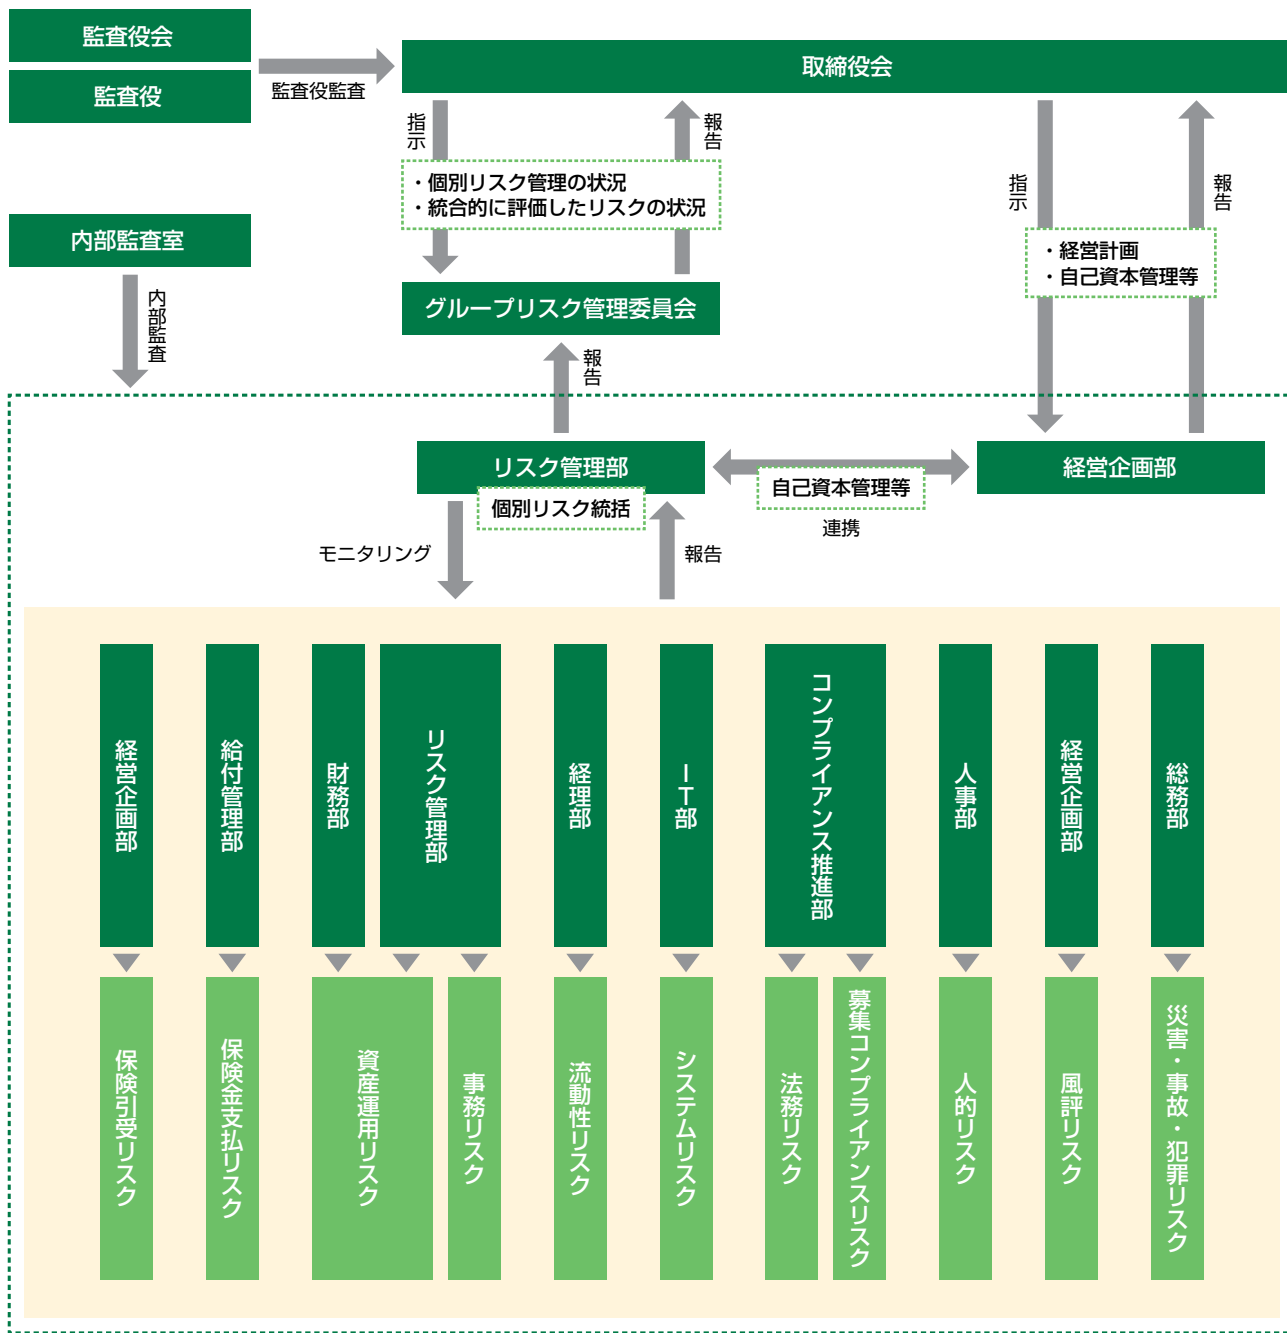 監査役会
監査役
監査役監査
取締役会
指示
報告
・個別リスク管理の状況
・統合的に評価したリスクの状況
指示
報告
・経営計画
・自己資本管理等
内部監査室
内部監査
グループリスク管理委員会
報告
リスク管理部
個別リスク統括
自己資本管理等
連携
経営企画部
モニタリング
報告
経営企画部
給付管理部
財務部
リスク管理部
経理部
IT部
コンプライアンス推進部
人事部
経営企画部
総務部
保険引受リスク
保険金支払リスク
資産運用リスク
事務リスク
流動性リスク
システムリスク
法務リスク
募集コンプライアンスリスク
人的リスク
風評リスク
災害・事故・犯罪リスク